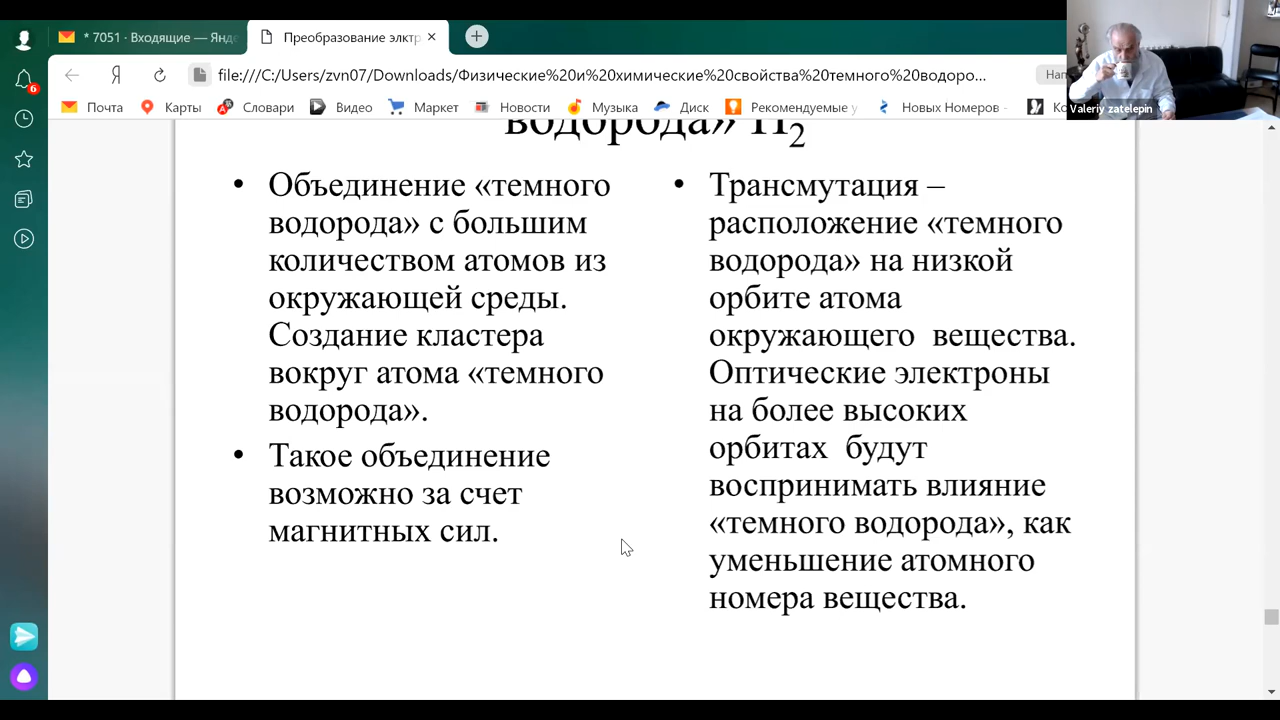 * 7051 · Входящие — Янд
Преобразование элктр
6
file:///C:/Users/zvn07/Downloads/Физические%20и%20химические%20свойства%20темного%20водоро...
Нап
Почта
Карты
Словари
Видео
Маркет
Новости
Музыка
Диск
Рекомендуемые у
Новых Номеров -
Ко
Valeriy zatelepin
водорода» H2
• Объединение «темного
водорода» с большим
количеством атомов из
окружающей среды.
Создание кластера
вокруг атома «темного
водорода».
• Такое объединение
возможно за счет
магнитных сил.
• Трансмутация –
расположение «темного
водорода» на низкой
орбите атома
окружающего вещества.
Оптические электроны
на более высоких
орбитах будут
воспринимать влияние
«темного водорода», как
уменьшение атомного
номера вещества.